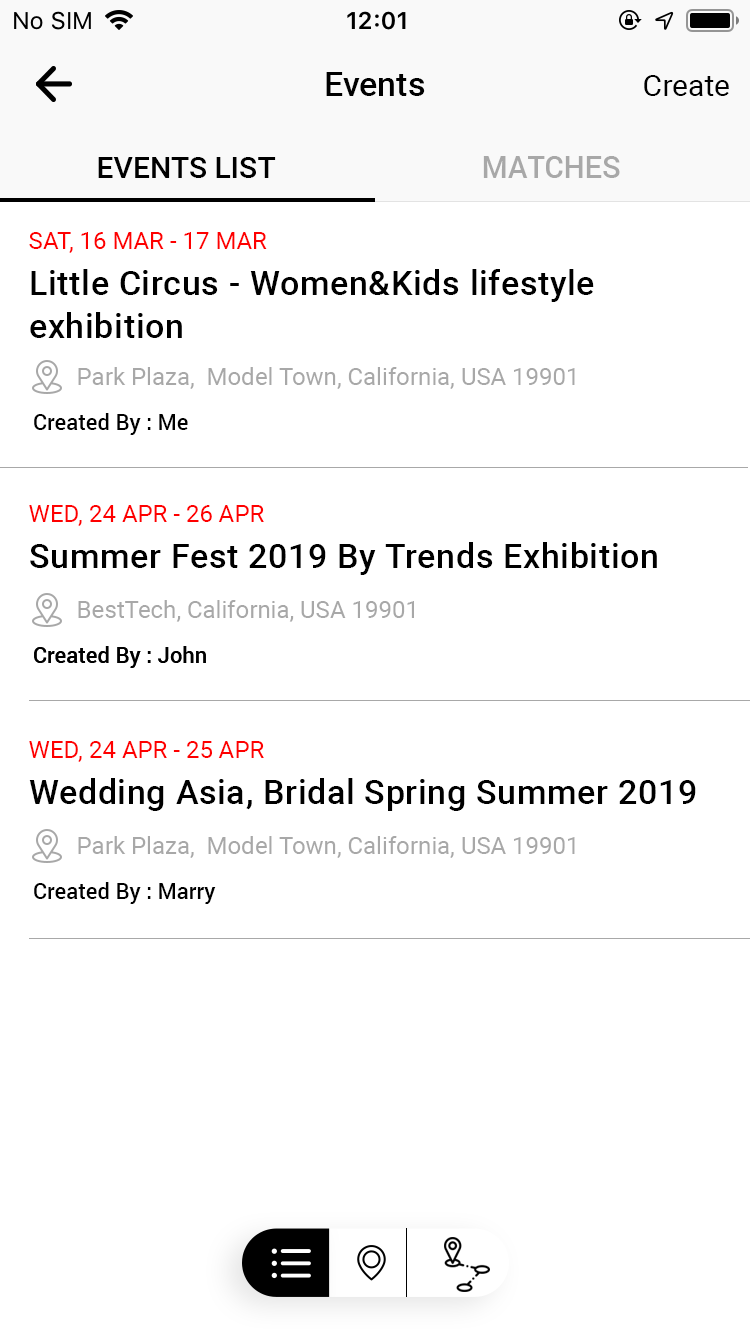 No SIM 12:01
Events Create
EVENTS LIST MATCHES
SAT, 16 MAR - 17 MAR
Little Circus - Women&Kids lifestyle
exhibition
Park Plaza,  Model Town, California, USA 19901
Created By : Me
WED, 24 APR - 26 APR
Summer Fest 2019 By Trends Exhibition
BestTech, California, USA 19901
Created By : John
WED, 24 APR - 25 APR
Wedding Asia, Bridal Spring Summer 2019
Park Plaza,  Model Town, California, USA 19901
Created By : Marry